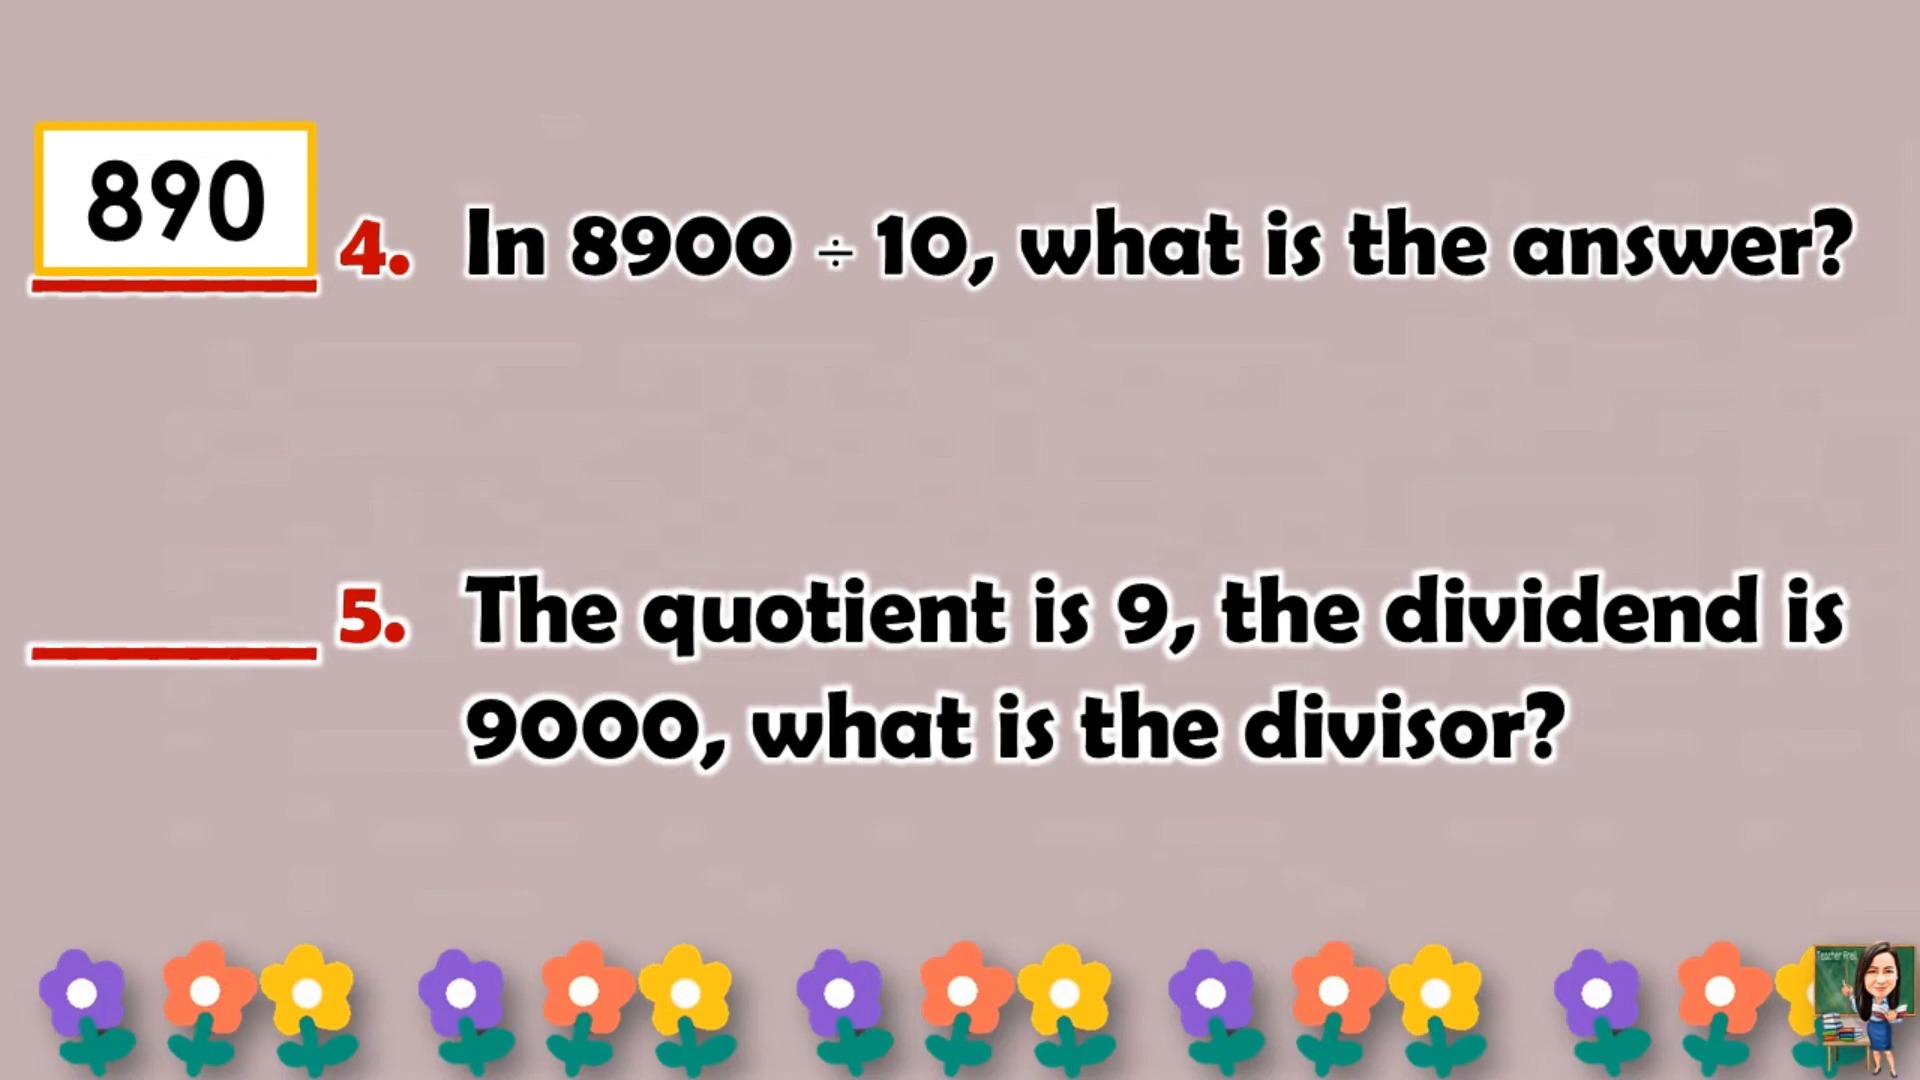 890
4. In 8900 ÷ 10, what is the answer?
5. The quotient is 9, the dividend is
9000, what is the divisor?
Teacher